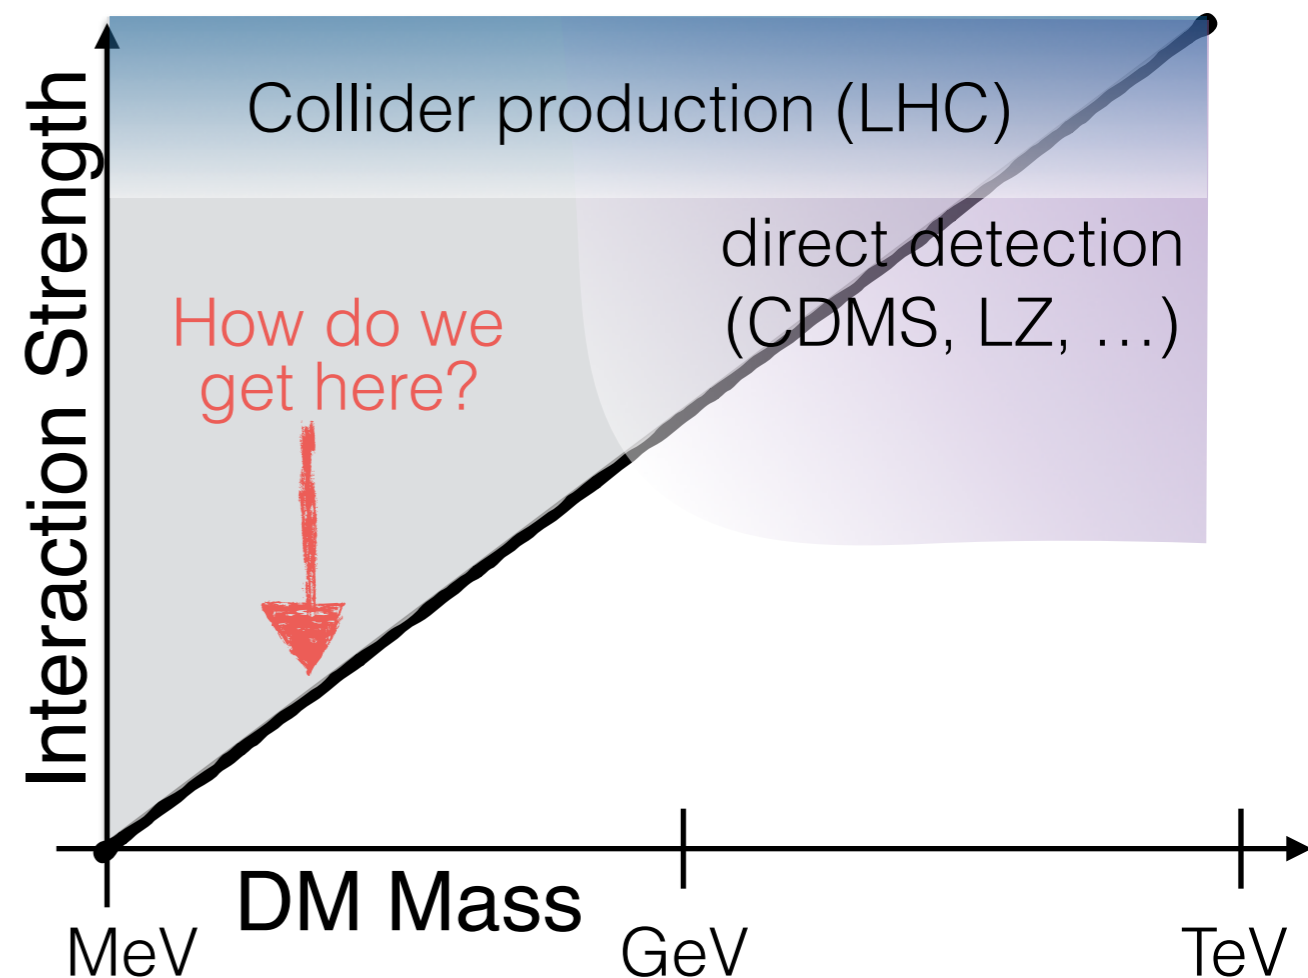 Collider production (LHC)
Interaction Strength
direct detection
(CDMS, LZ, …)
How do we
get here?
DM Mass
MeV
GeV
TeV